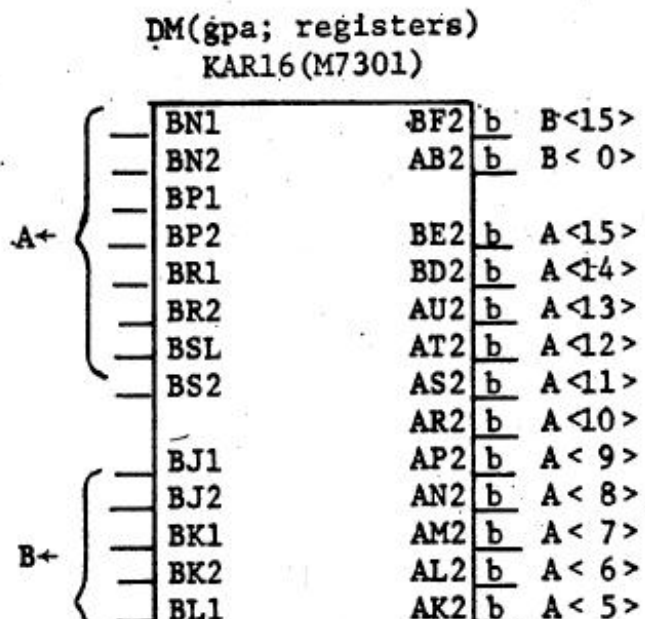 DM(gpa; registers)
KAR16(M7301)
BN1 BF2 b B<15>
BN2 AB2 b B< 0>
BP1
A← BP2 BE2 b A<15>
BR1 BD2 b A<14>
BR2 AU2 b A<13>
BSL AT2 b A<12>
BS2 AS2 b A<11>
AR2 b A<10>
BJ1 AP2 b A< 9>
BJ2 AN2 b A< 8>
BK1 AM2 b A< 7>
B← BK2 AL2 b A< 6>
BL1 AK2 b A< 5>